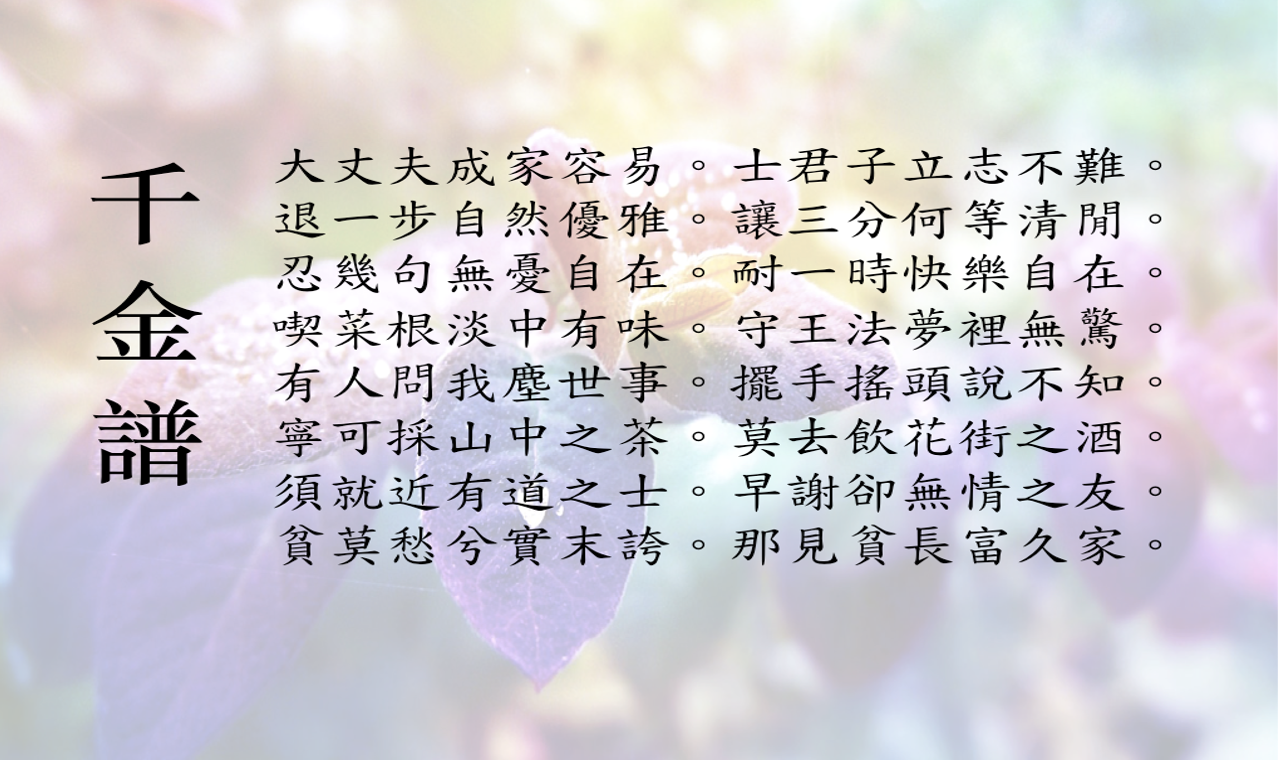 千金譜
大丈夫成家容易。士君子立志不難。
退一步自然優雅。讓三分何等清閒。
忍幾句無憂自在。耐一時快樂自在。
喫菜根淡中有味。守王法夢裡無驚。
有人問我塵世事。擺手搖頭說不知。
寧可採山中之茶。莫去飲花街之酒。
須就近有道之士。早謝卻無情之友。
貧莫愁兮實末誇。那見貧長富久家。